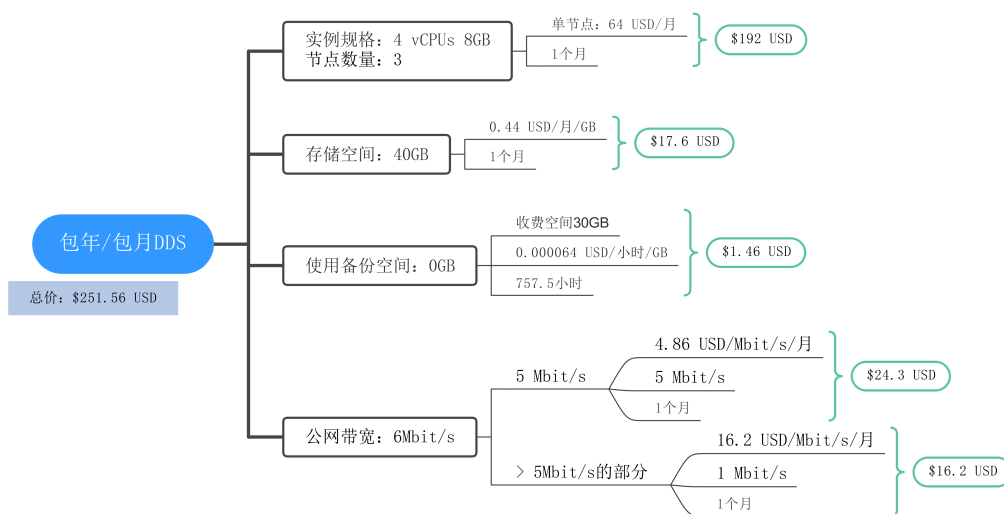 包年/包月DDS
总价：$251.56 USD
实例规格：4 vCPUs 8GB
节点数量：3
单节点：64 USD/月
1个月
$192 USD
存储空间：40GB
0.44 USD/月/GB
1个月
$17.6 USD
使用备份空间：0GB
收费空间30GB
0.000064 USD/小时/GB
757.5小时
$1.46 USD
公网带宽：6Mbit/s
5 Mbit/s
4.86 USD/Mbit/s/月
5 Mbit/s
1个月
$24.3 USD
> 5Mbit/s的部分
16.2 USD/Mbit/s/月
1 Mbit/s
1个月
$16.2 USD